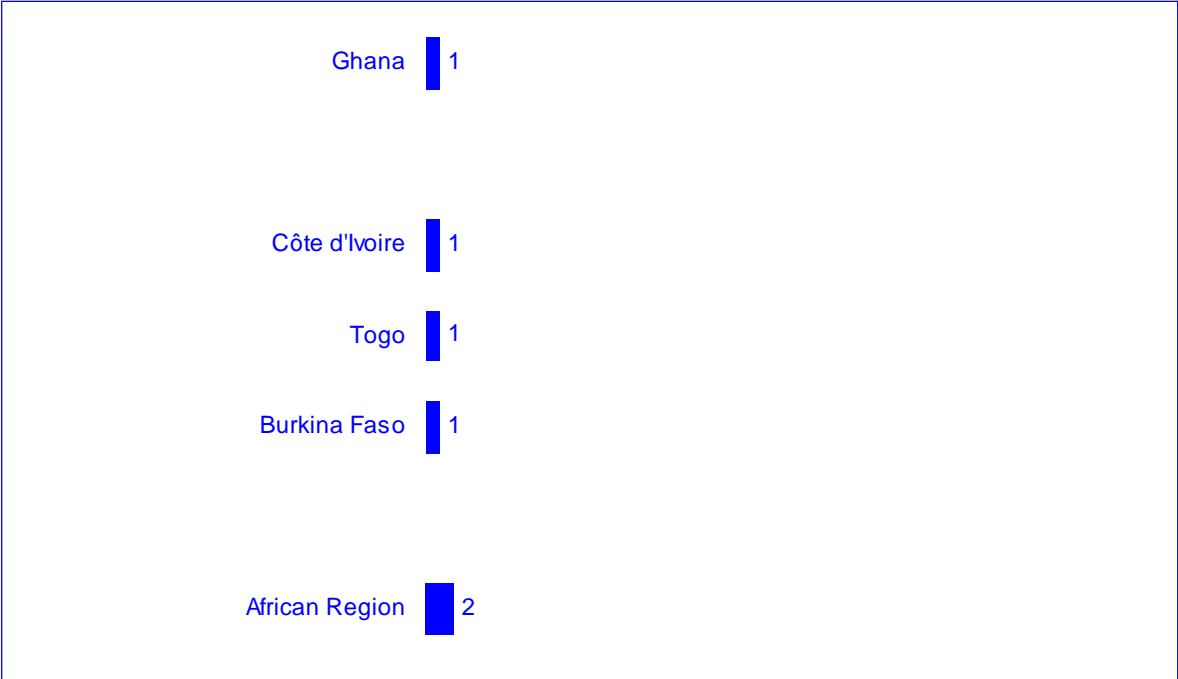 Ghana 1
Côte d'Ivoire 1
Togo 1
Burkina Faso 1
African Region 2